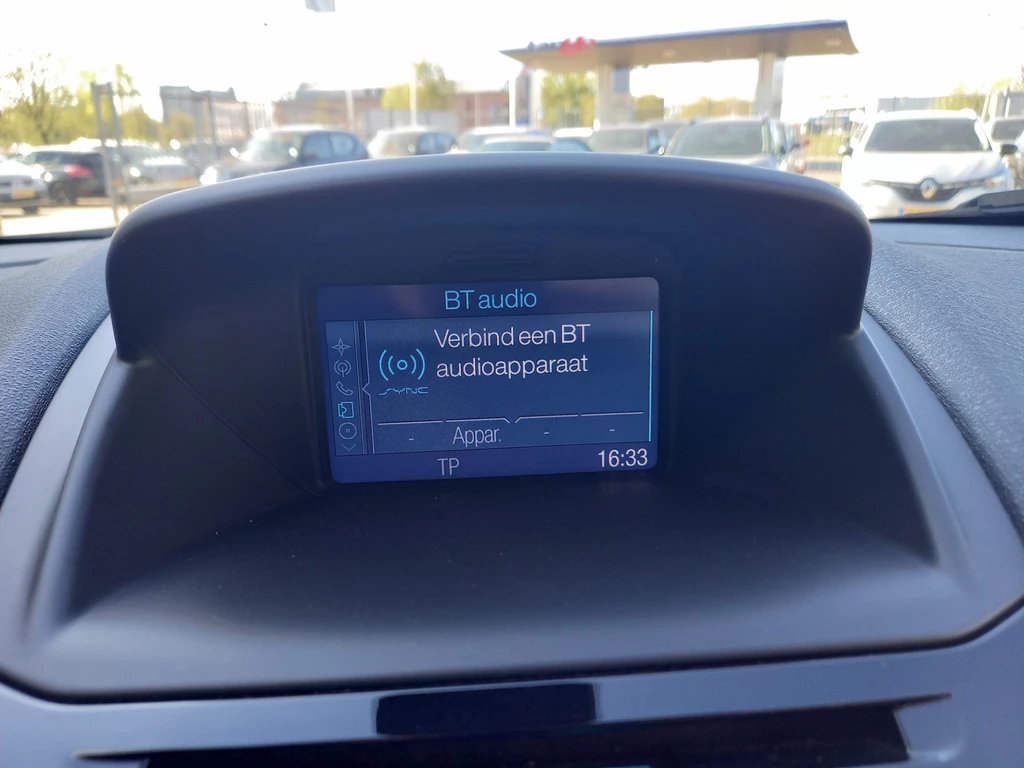 BT audio
Verbind een BT
audioapparaat
SYNC
- Appar. - -
TP 16:33